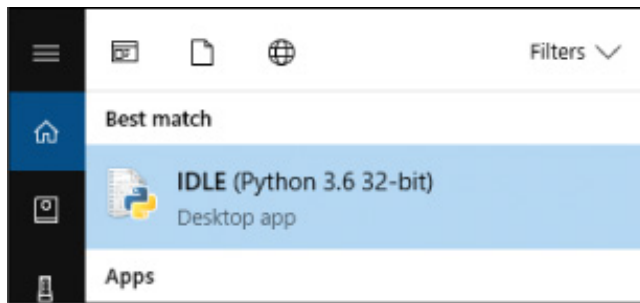 Filters
Best match
IDLE (Python 3.6 32-bit)
Desktop app
Apps